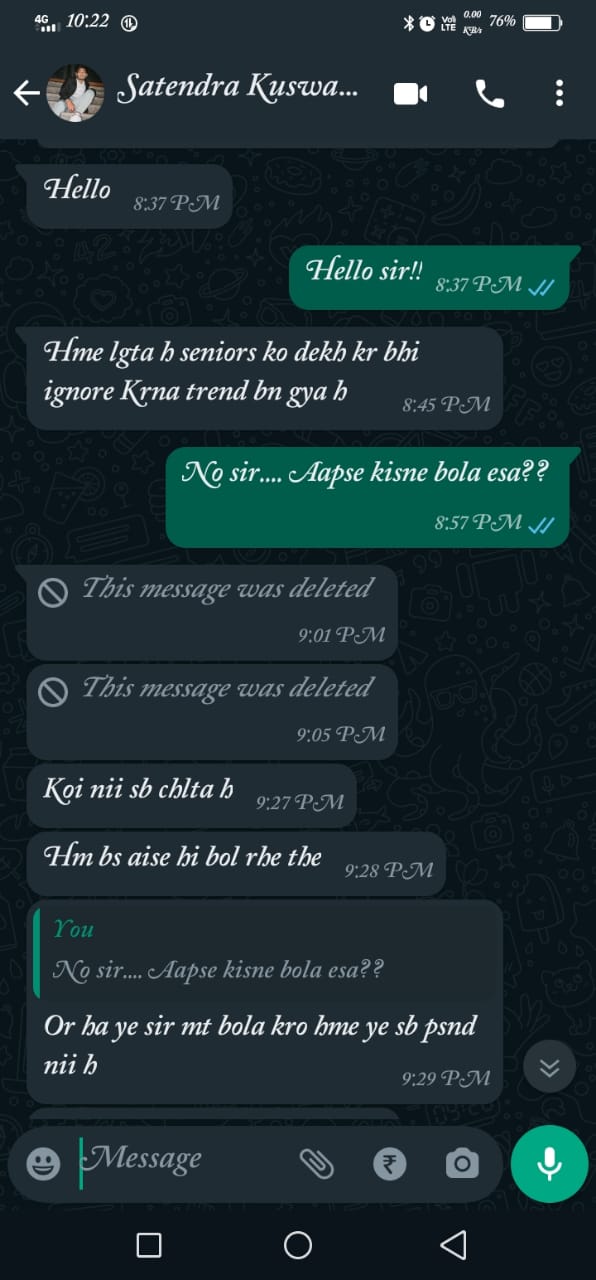 4G 10:22 VoLTE 0.00 KB/s 76%
Satendra Kuswa...
Hello 8:37 PM
Hello sir!! 8:37 PM
Hme lgta h seniors ko dekh kr bhi
ignore Krna trend bn gya h 8:45 PM
No sir.... Aapse kisne bola esa??
8:57 PM
This message was deleted
9:01 PM
This message was deleted
9:05 PM
Koi nii sb chlta h 9:27 PM
Hm bs aise hi bol rhe the 9:28 PM
You
No sir.... Aapse kisne bola esa??
Or ha ye sir mt bola kro hme ye sb psnd
nii h 9:29 PM
Message